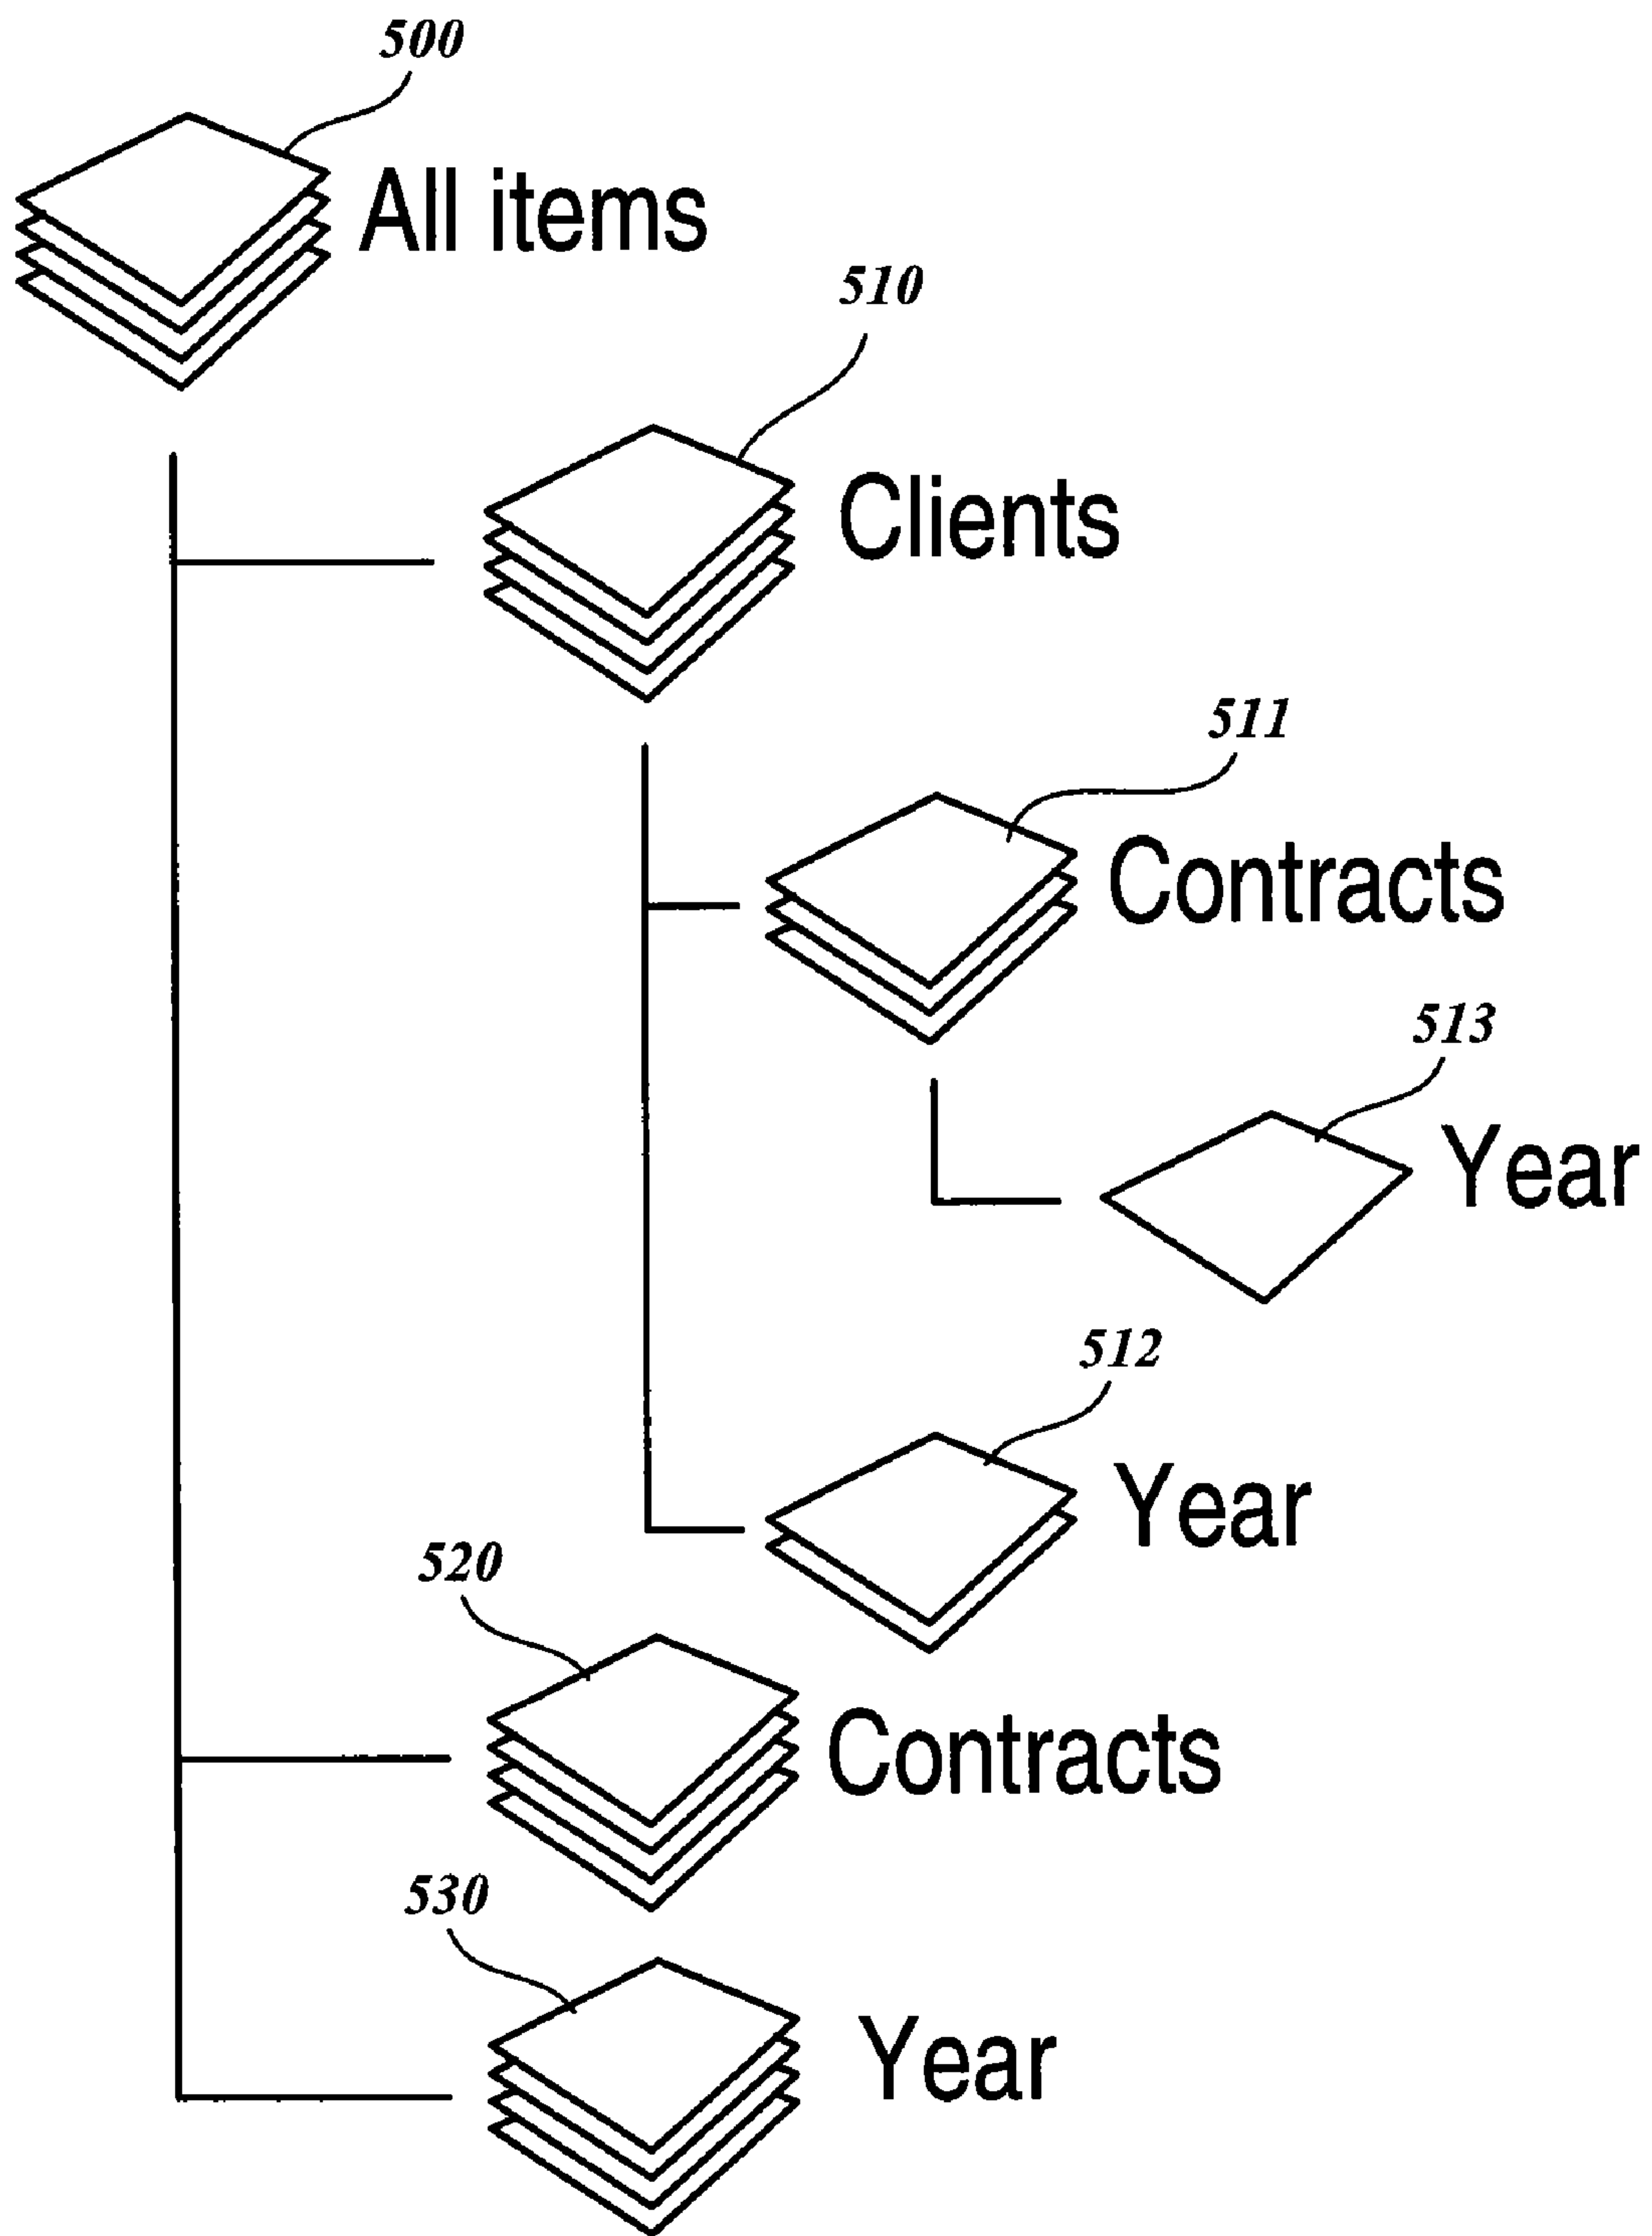 500
All items
510
Clients
511
Contracts
513
Year
512
Year
520
Contracts
530
Year